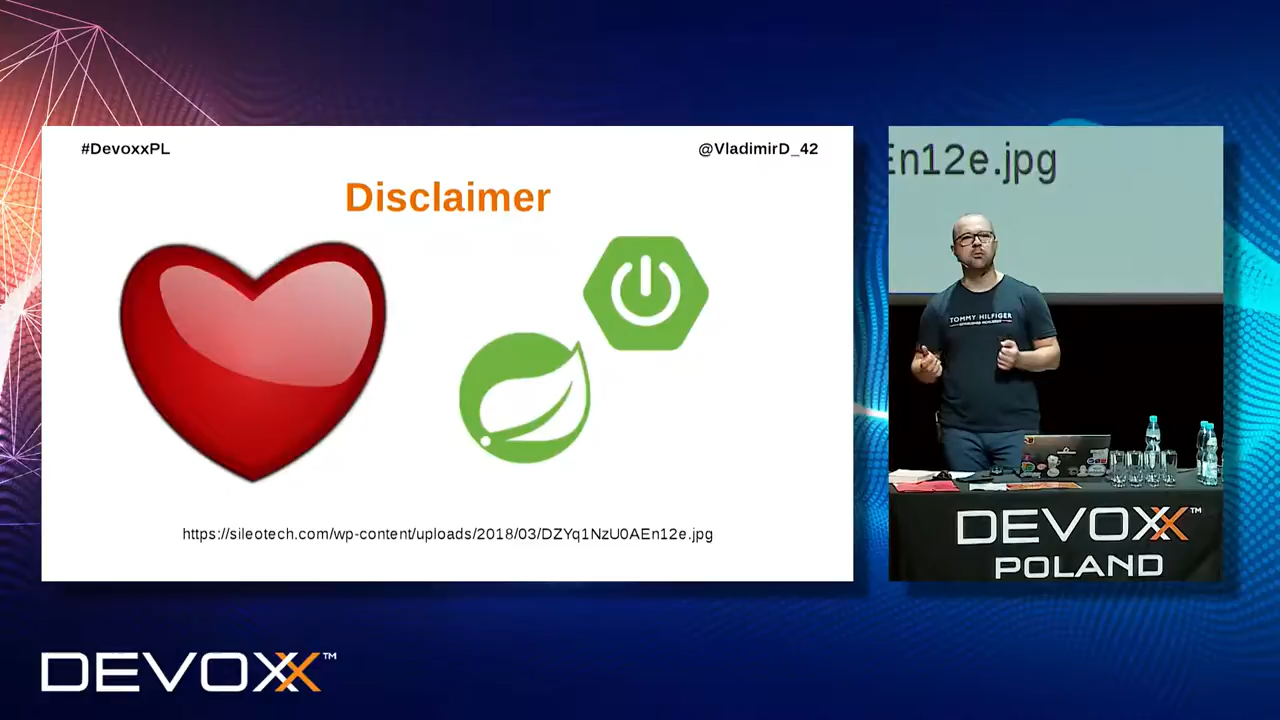 #DevoxxPL
@VladimirD_42
Disclaimer
https://sileotech.com/wp-content/uploads/2018/03/DZYq1NzU0AEn12e.jpg
En12e.jpg
TOMMY HILFIGER
DEVOXX™
POLAND
DEVOXX™